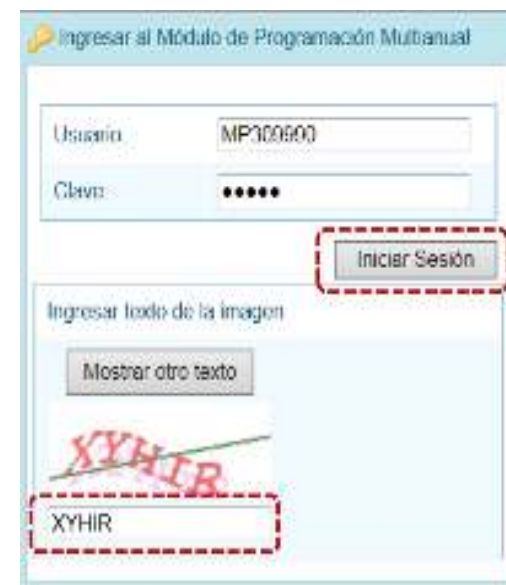 Ingresar al Módulo de Programación Multianual
Usuario MP309900
Clave •••••
Iniciar Sesión
Ingresar texto de la imagen
Mostrar otro texto
XYHIR
XYHIR